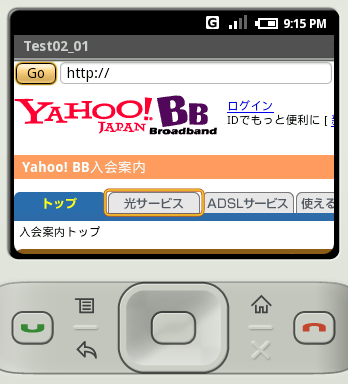 G 9:15 PM
Test02_01
Go http://
YAHOO! BB
JAPAN Broadband
ログイン
IDでもっと便利に [
Yahoo! BB入会案内
トップ 光サービス ADSLサービス 使える
入会案内トップ